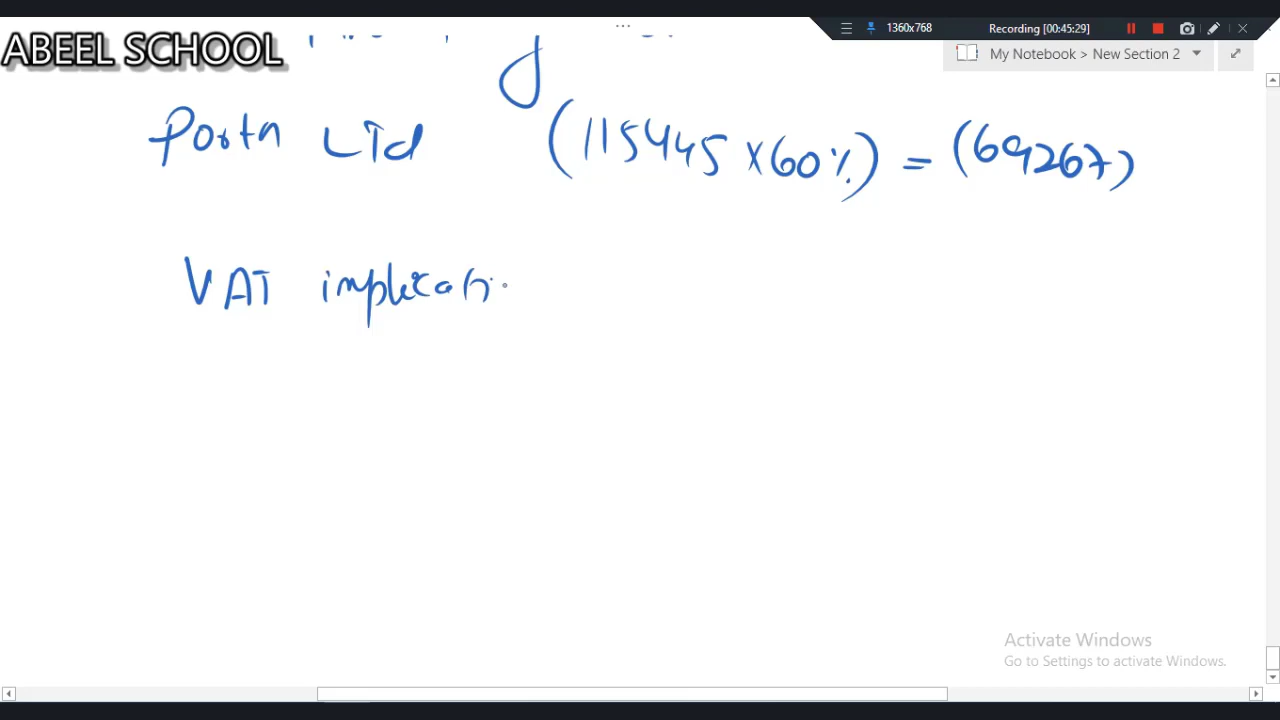 1360x768
Recording [00:45:29]
ABEEL SCHOOL
My Notebook > New Section 2
Porta Ltd (115445 x 60%) = (69267)
VAT
Activate Windows
Go to Settings to activate Windows.